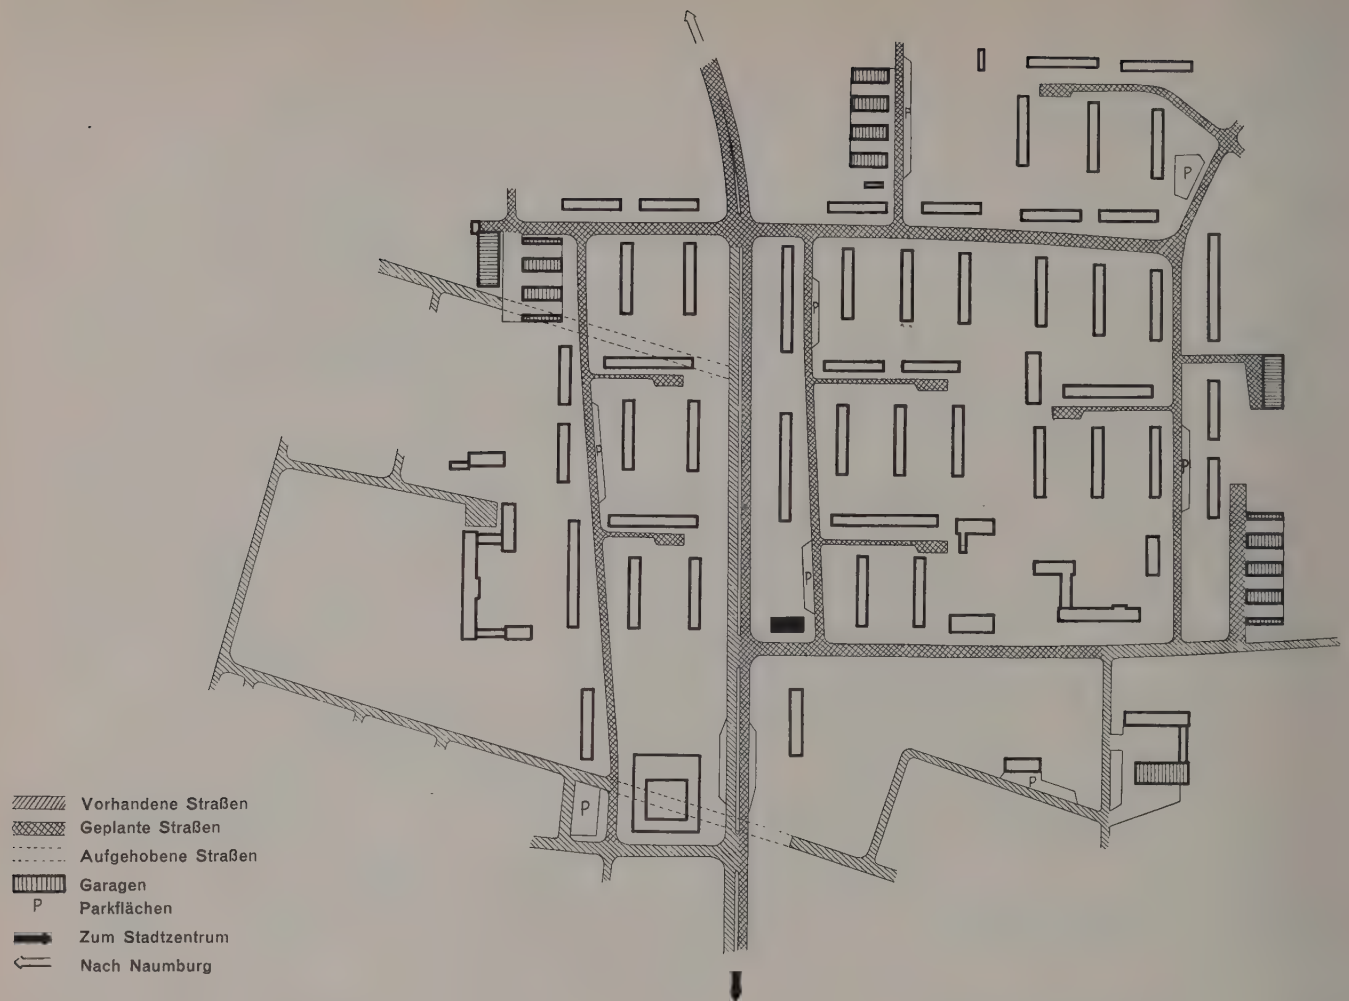 P
P
P
P
P
P
P
P
P
Vorhandene Straßen
Geplante Straßen
Aufgehobene Straßen
Garagen
P Parkflächen
Zum Stadtzentrum
Nach Naumburg